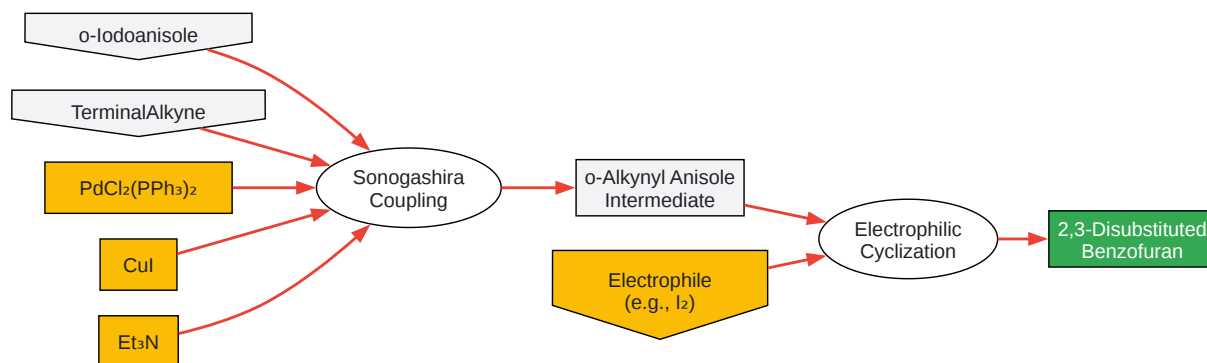 o-Iodoanisole
TerminalAlkyne
PdCl₂(PPh₃)₂
CuI
Et₃N
Sonogashira
Coupling
o-Alkynyl Anisole
Intermediate
Electrophile
(e.g., I₂)
Electrophilic
Cyclization
2,3-Disubstituted
Benzofuran